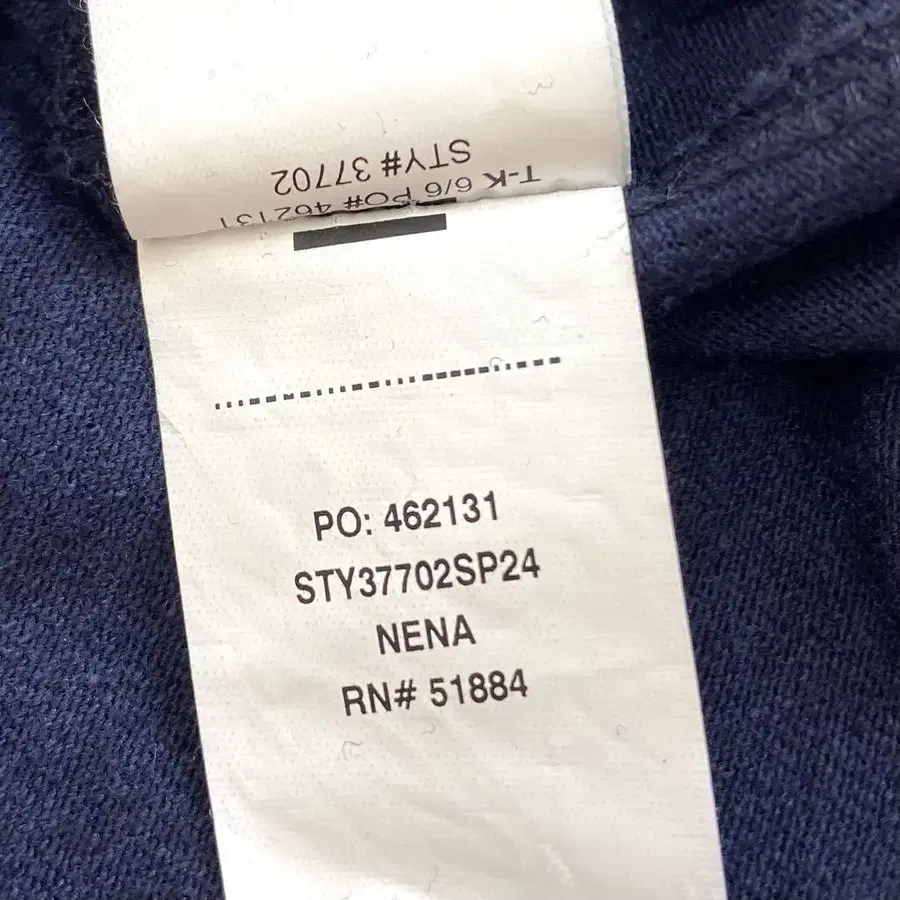 STY# 37702
T-K 6/6 PO# 462131
PO: 462131
STY37702SP24
NENA
RN# 51884